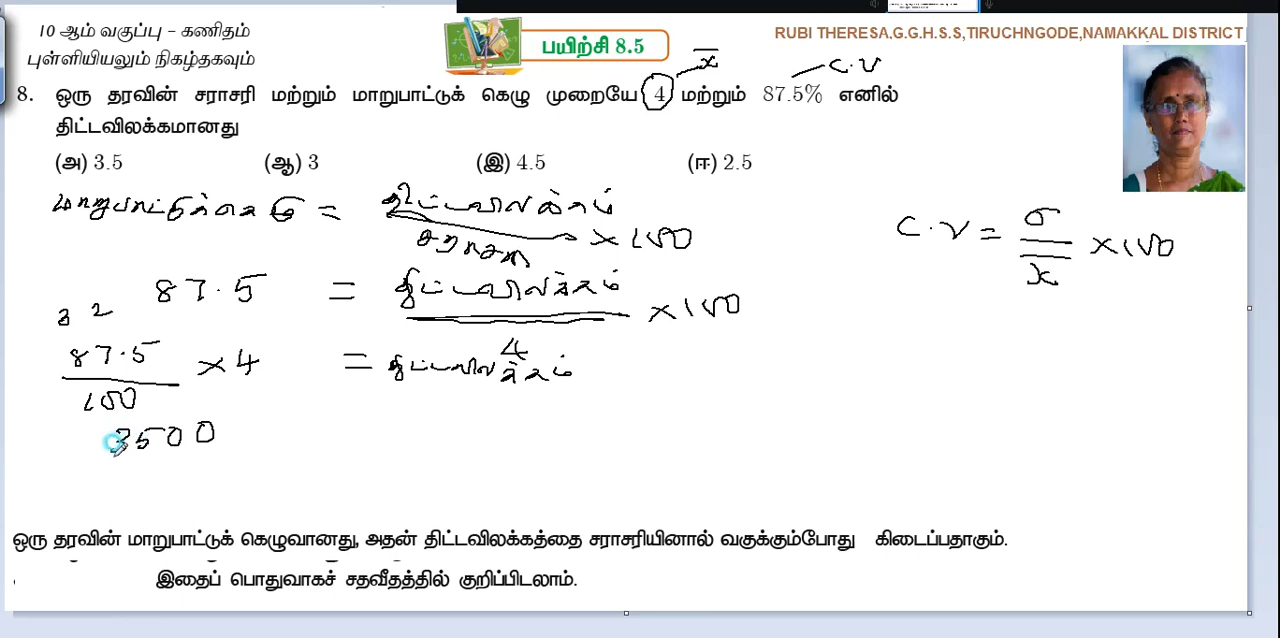 10 ஆம் வகுப்பு – கணிதம்
புள்ளியியலும் நிகழ்தகவும்
பயிற்சி 8.5
RUBI THERESA,G.G.H.S.S,TIRUCHNGODE,NAMAKKAL DISTRICT
x̅ C.V
8. ஒரு தரவின் சராசரி மற்றும் மாறுபாட்டுக் கெழு முறையே 4 மற்றும் 87.5% எனில்
திட்டவிலக்கமானது
(அ) 3.5 (ஆ) 3 (இ) 4.5 (ஈ) 2.5
மாறுபாட்டுக்கெழு = திட்டவிலக்கம்
சராசரி × 100
C.V = σ
x̅ × 100
87.5 = திட்டவிலக்கம்
4 × 100
3 2
87.5
100 × 4 = திட்டவிலக்கம்
3500
ஒரு தரவின் மாறுபாட்டுக் கெழுவானது, அதன் திட்டவிலக்கத்தை சராசரியினால் வகுக்கும்போது கிடைப்பதாகும்.
இதைப் பொதுவாகச் சதவீதத்தில் குறிப்பிடலாம்.